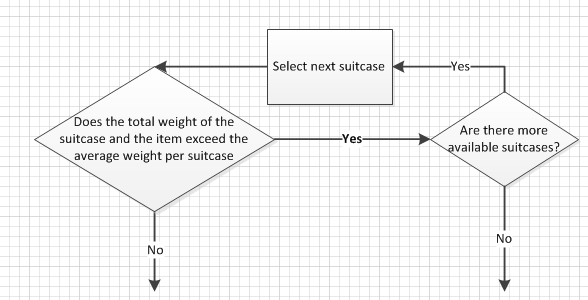 Select next suitcase
Yes
Does the total weight of the
suitcase and the item exceed the
average weight per suitcase
Yes
Are there more
available suitcases?
No
No